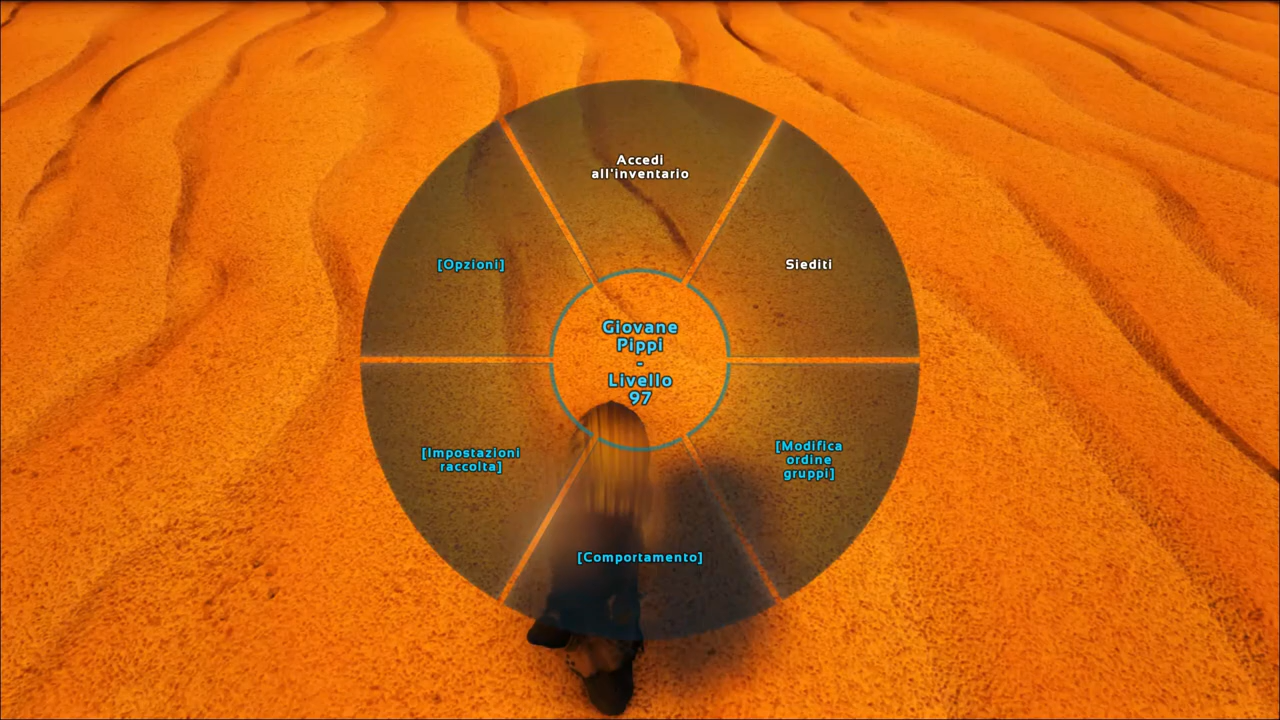 Accedi
all'inventario
[Opzioni]
Siediti
Giovane
Pippi
-
Livello
97
[Impostazioni
raccolta]
[Modifica
ordine
gruppi]
[Comportamento]